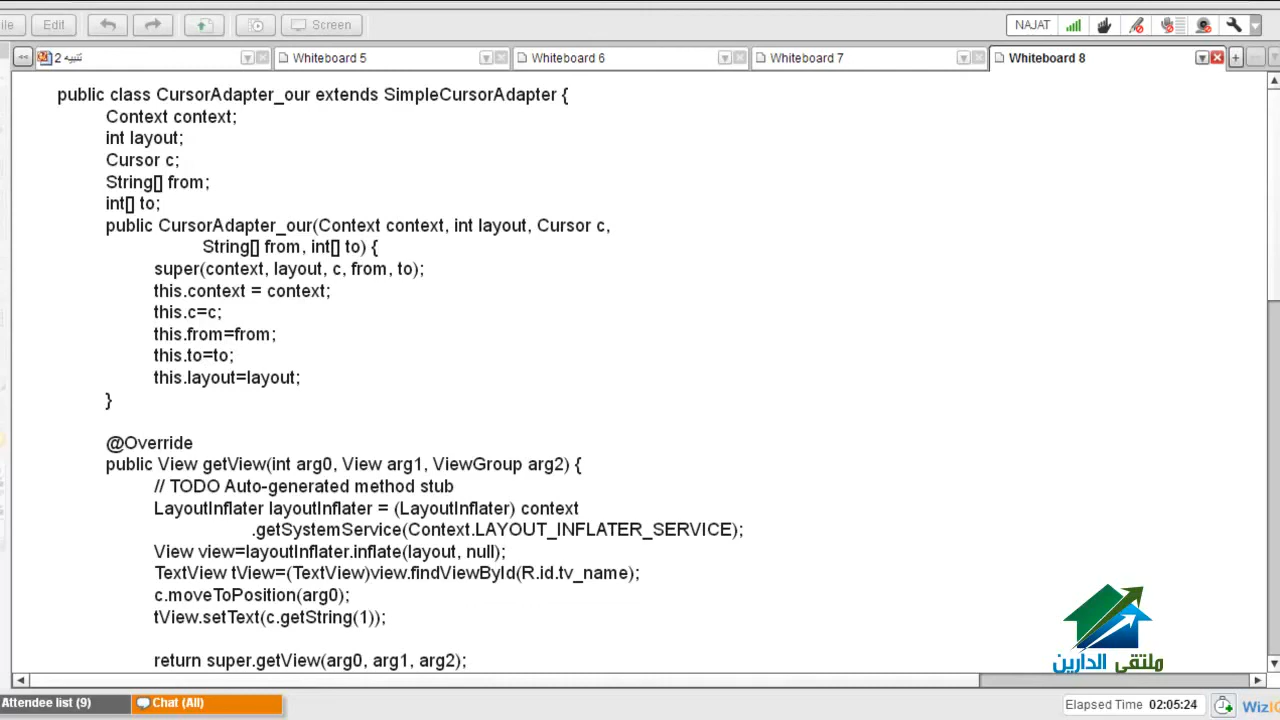 ile
Edit
Screen
NAJAT
<<
تنبيه 2
Whiteboard 5
Whiteboard 6
Whiteboard 7
Whiteboard 8
public class CursorAdapter_our extends SimpleCursorAdapter {
Context context;
int layout;
Cursor c;
String[] from;
int[] to;
public CursorAdapter_our(Context context, int layout, Cursor c,
String[] from, int[] to) {
super(context, layout, c, from, to);
this.context = context;
this.c=c;
this.from=from;
this.to=to;
this.layout=layout;
}
@Override
public View getView(int arg0, View arg1, ViewGroup arg2) {
// TODO Auto-generated method stub
LayoutInflater layoutInflater = (LayoutInflater) context
.getSystemService(Context.LAYOUT_INFLATER_SERVICE);
View view=layoutInflater.inflate(layout, null);
TextView tView=(TextView)view.findViewById(R.id.tv_name);
c.moveToPosition(arg0);
tView.setText(c.getString(1));
return super.getView(arg0, arg1, arg2);
ملتقى الدارين
Attendee list (9)
Chat (All)
Elapsed Time 02:05:24
WizI